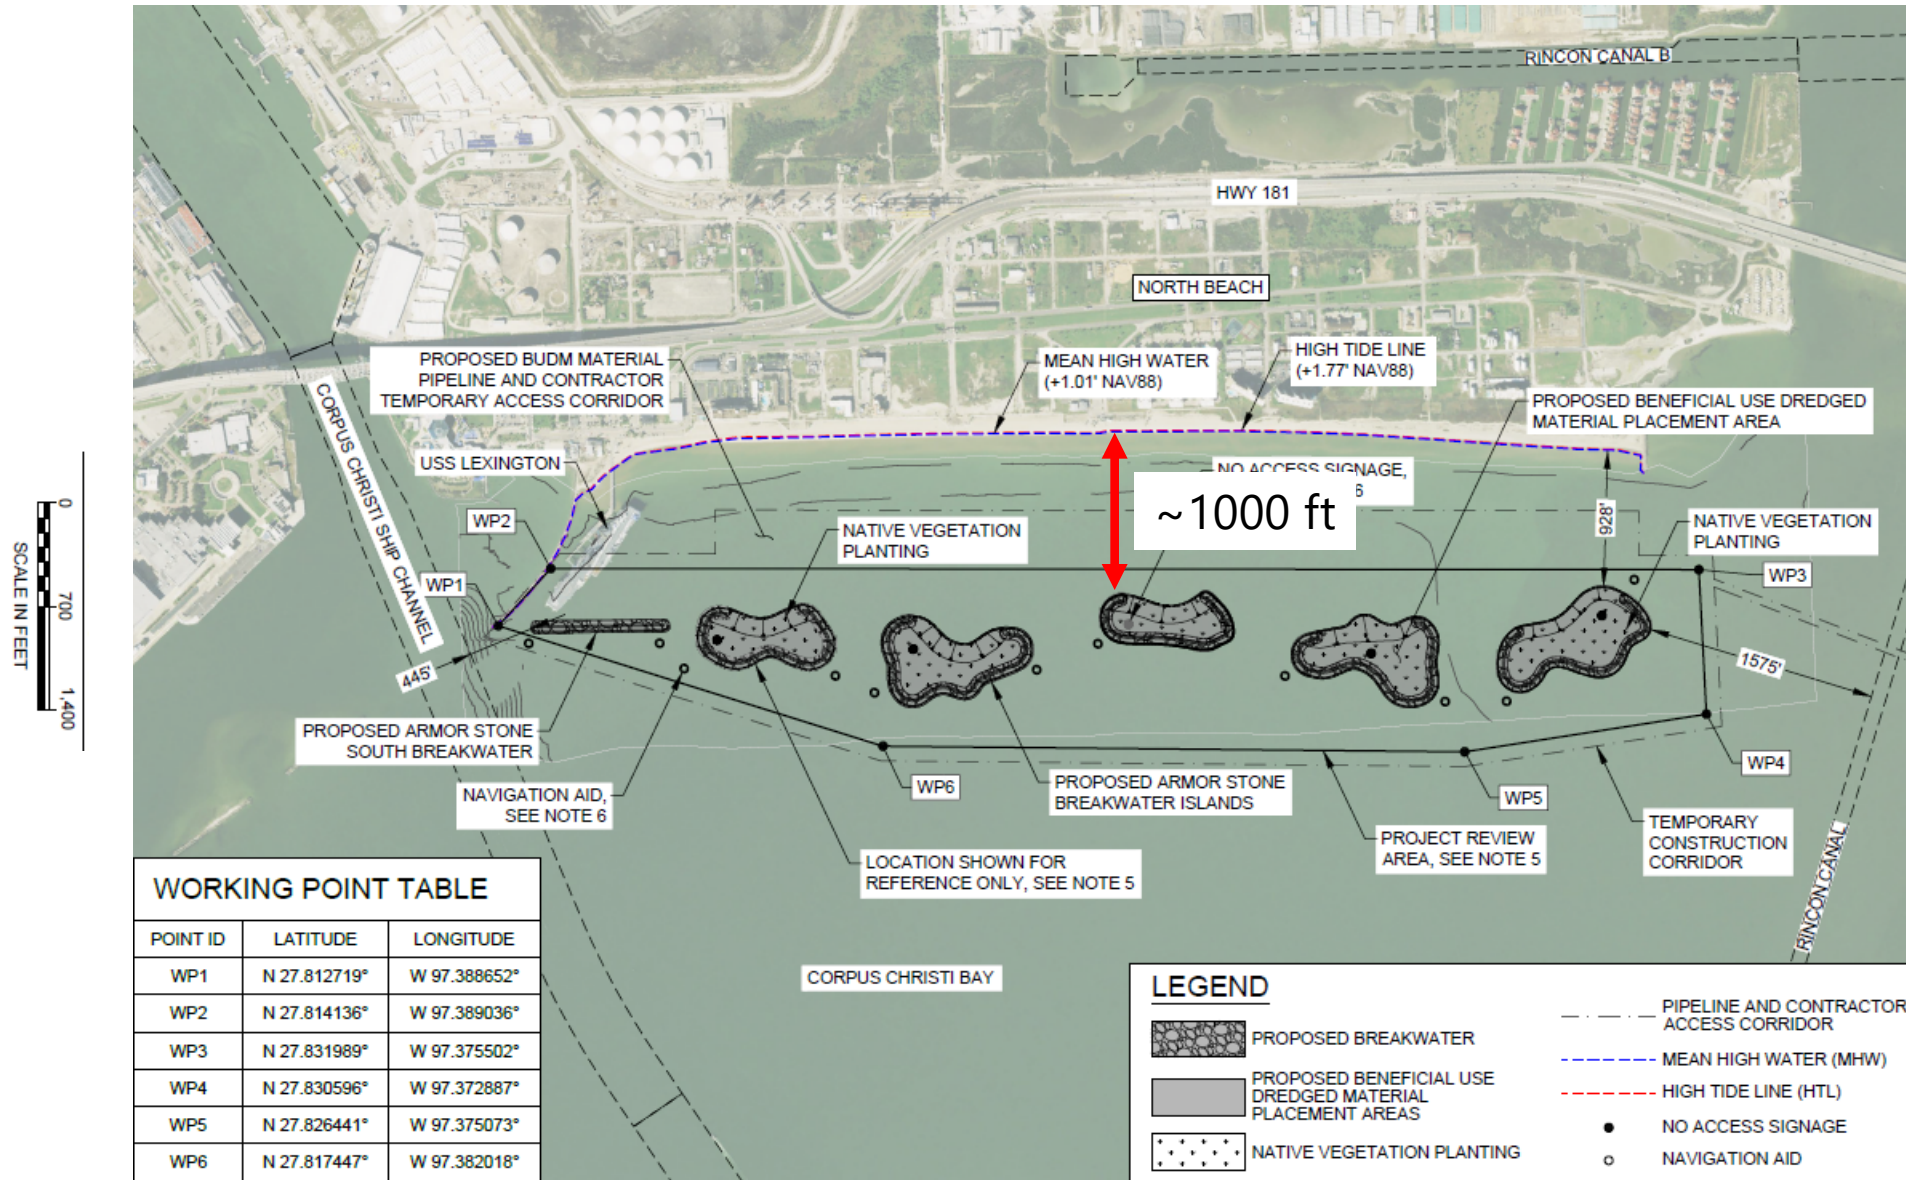 RINCON CANAL B
HWY 181
NORTH BEACH
PROPOSED BUDM MATERIAL
PIPELINE AND CONTRACTOR
TEMPORARY ACCESS CORRIDOR
MEAN HIGH WATER
(+1.01' NAV88)
HIGH TIDE LINE
(+1.77' NAV88)
PROPOSED BENEFICIAL USE DREDGED
MATERIAL PLACEMENT AREA
CORPUS CHRISTI SHIP CHANNEL
USS LEXINGTON
NO ACCESS SIGNAGE,
6
~1000 ft
928'
WP2
NATIVE VEGETATION
PLANTING
NATIVE VEGETATION
PLANTING
WP1
WP3
0
700
1,400
SCALE IN FEET
445'
1575'
PROPOSED ARMOR STONE
SOUTH BREAKWATER
NAVIGATION AID,
SEE NOTE 6
WP6
PROPOSED ARMOR STONE
BREAKWATER ISLANDS
WP5
WP4
LOCATION SHOWN FOR
REFERENCE ONLY, SEE NOTE 5
PROJECT REVIEW
AREA, SEE NOTE 5
TEMPORARY
CONSTRUCTION
CORRIDOR
RINCON CANAL
CORPUS CHRISTI BAY
WORKING POINT TABLE
POINT ID LATITUDE LONGITUDE
WP1 N 27.812719° W 97.388652°
WP2 N 27.814136° W 97.389036°
WP3 N 27.831989° W 97.375502°
WP4 N 27.830596° W 97.372887°
WP5 N 27.826441° W 97.375073°
WP6 N 27.817447° W 97.382018°
LEGEND
PROPOSED BREAKWATER
PROPOSED BENEFICIAL USE
DREDGED MATERIAL
PLACEMENT AREAS
NATIVE VEGETATION PLANTING
PIPELINE AND CONTRACTOR
ACCESS CORRIDOR
MEAN HIGH WATER (MHW)
HIGH TIDE LINE (HTL)
NO ACCESS SIGNAGE
NAVIGATION AID